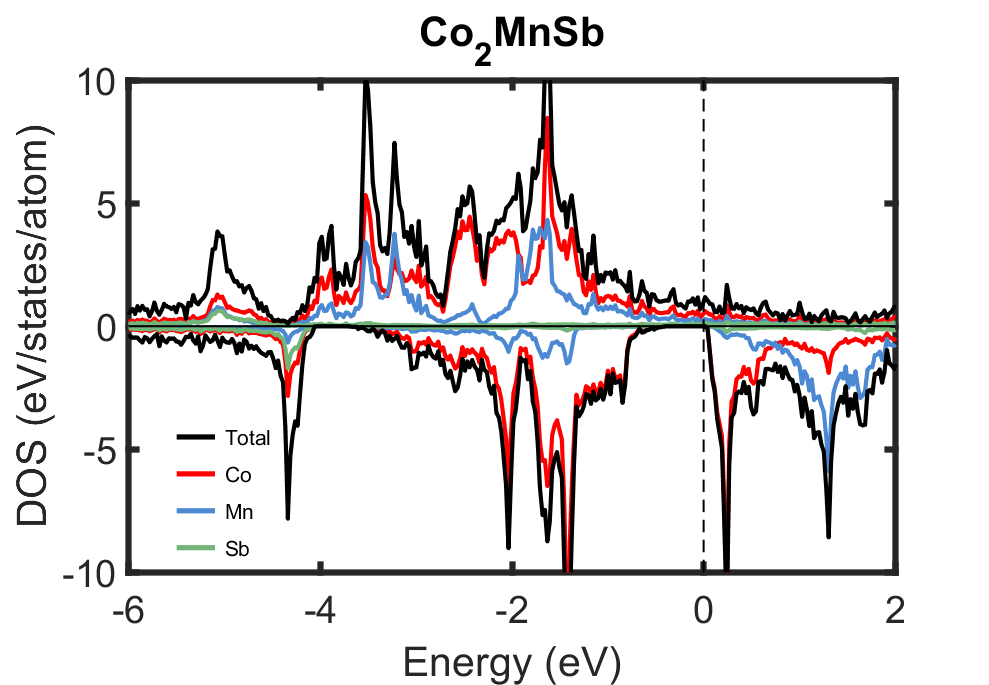 Co₂MnSb
DOS (eV/states/atom)
10
5
0
-5
-10
Total
Co
Mn
Sb
-6 -4 -2 0 2
Energy (eV)